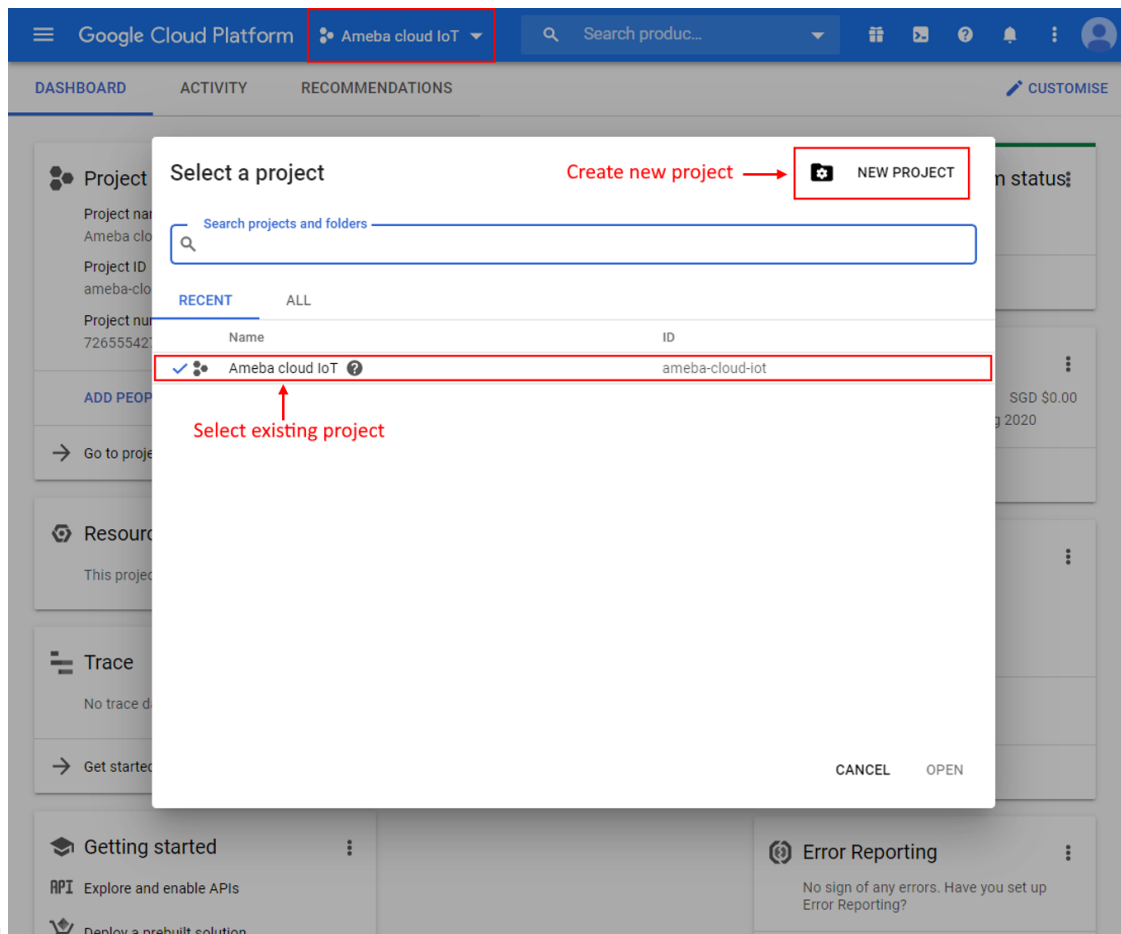 Google Cloud Platform
Ameba cloud IoT
Search produc...
DASHBOARD
ACTIVITY
RECOMMENDATIONS
CUSTOMISE
Select a project
Create new project
NEW PROJECT
Search projects and folders
RECENT
ALL
Name
ID
Ameba cloud IoT
ameba-cloud-iot
Select existing project
CANCEL
OPEN
Project
Project nar
Ameba clo
Project ID
ameba-clo
Project nur
72655542
ADD PEOP
Go to proje
Resourc
This projec
Trace
No trace d
Get started
m status
SGD $0.00
g 2020
Getting started
API
Explore and enable APIs
Deploy a prebuilt solution
Error Reporting
No sign of any errors. Have you set up
Error Reporting?